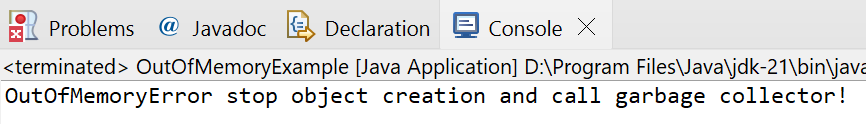 Problems @ Javadoc Declaration Console
<terminated> OutOfMemoryExample [Java Application] D:\Program Files\Java\jdk-21\bin\java
OutOfMemoryError stop object creation and call garbage collector!